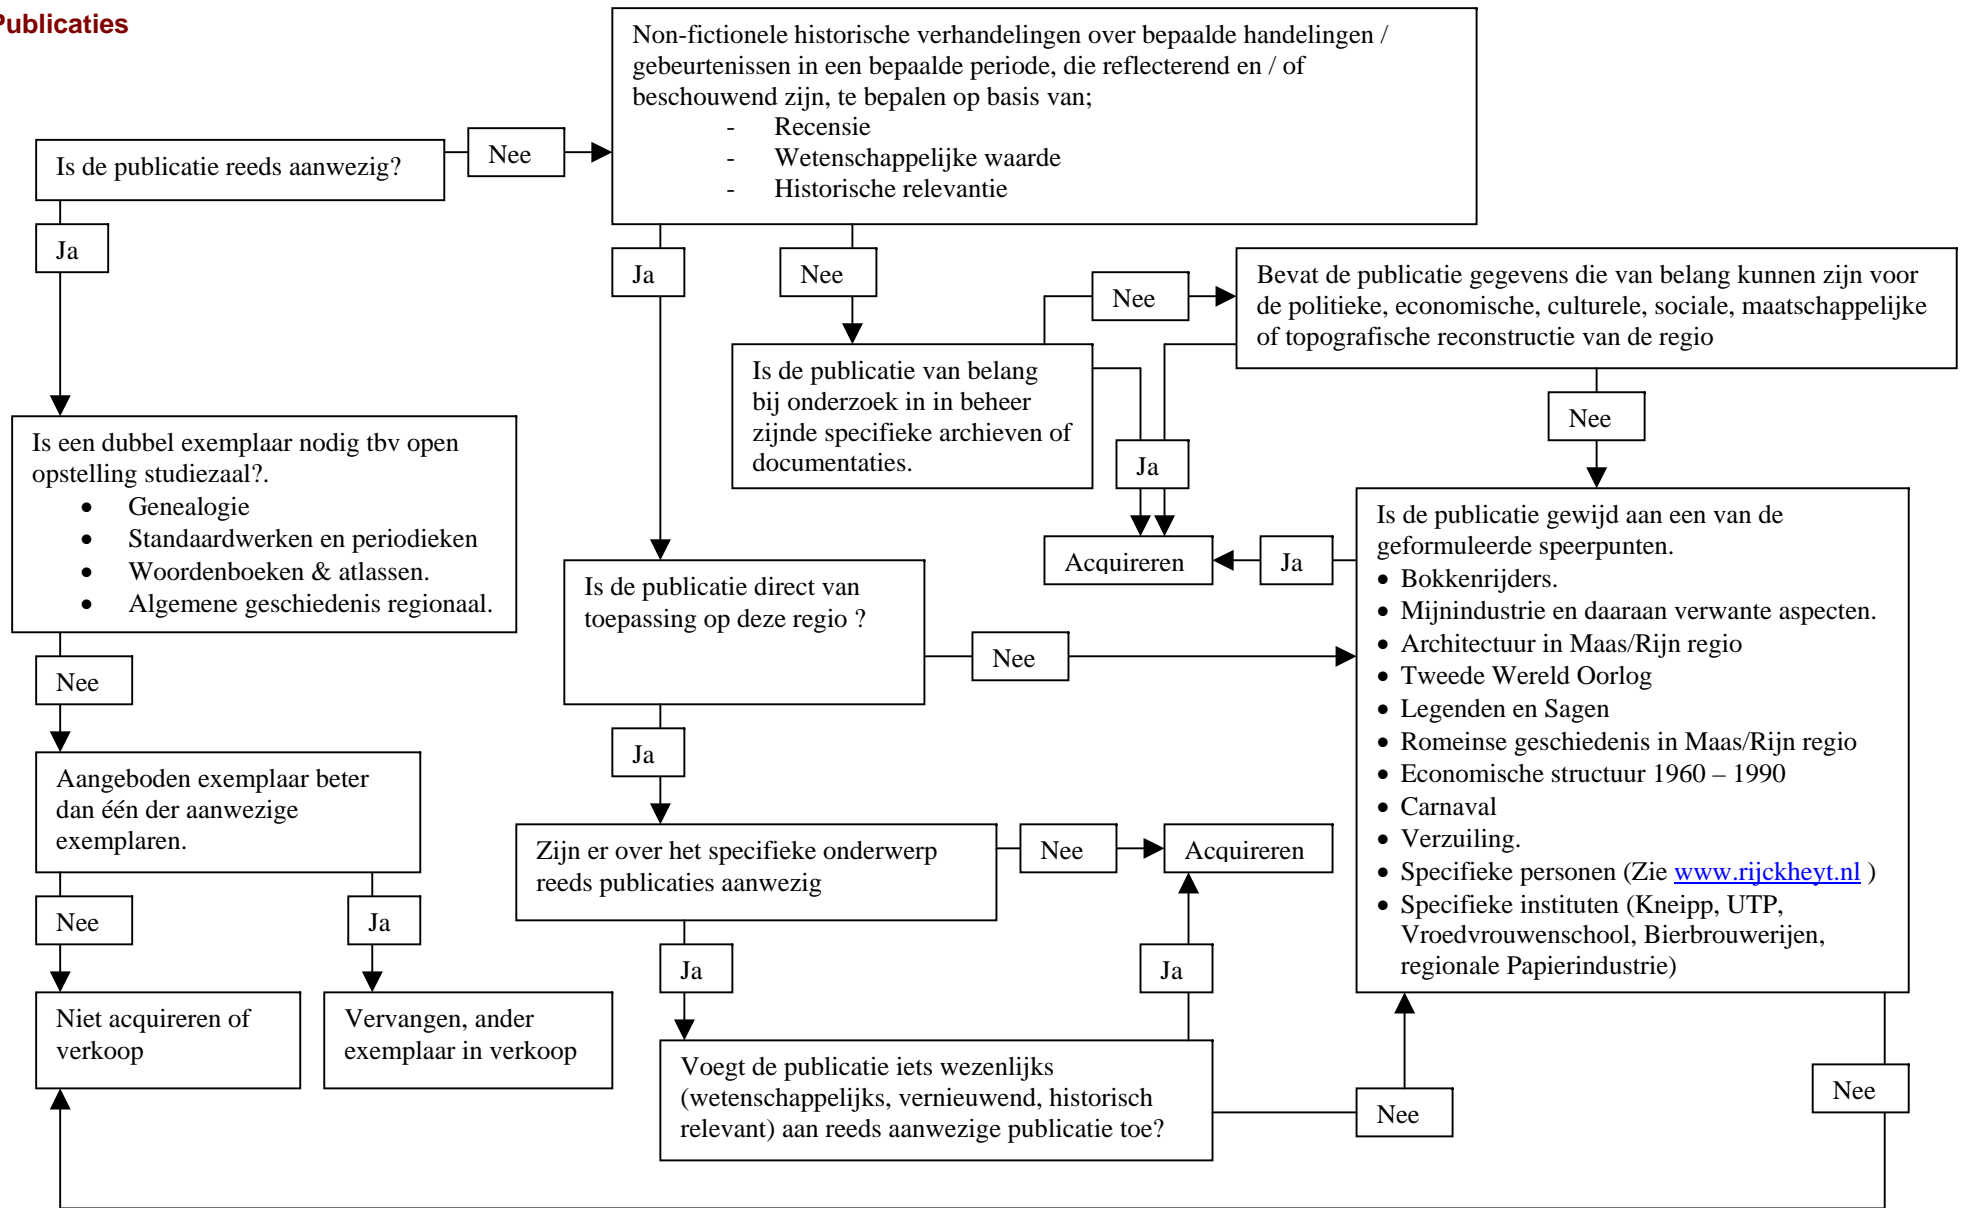 Publicaties
Non-fictionele historische verhandelingen over bepaalde handelingen /
gebeurtenissen in een bepaalde periode, die reflecterend en / of
beschouwend zijn, te bepalen op basis van;
- Recensie
- Wetenschappelijke waarde
- Historische relevantie
Is de publicatie reeds aanwezig?
Nee
Ja
Ja
Nee
Nee
Bevat de publicatie gegevens die van belang kunnen zijn voor
de politieke, economische, culturele, sociale, maatschappelijke
of topografische reconstructie van de regio
Is de publicatie van belang
bij onderzoek in in beheer
zijnde specifieke archieven of
documentaties.
Ja
Nee
Is een dubbel exemplaar nodig tbv open
opstelling studiezaal?.
• Genealogie
• Standaardwerken en periodieken
• Woordenboeken & atlassen.
• Algemene geschiedenis regionaal.
Acquireren
Ja
Is de publicatie gewijd aan een van de
geformuleerde speerpunten.
• Bokkenrijders.
• Mijnindustrie en daaraan verwante aspecten.
• Architectuur in Maas/Rijn regio
• Tweede Wereld Oorlog
• Legenden en Sagen
• Romeinse geschiedenis in Maas/Rijn regio
• Economische structuur 1960 – 1990
• Carnaval
• Verzuiling.
• Specifieke personen (Zie www.rijckheyt.nl )
• Specifieke instituten (Kneipp, UTP,
Vroedvrouwenschool, Bierbrouwerijen,
regionale Papierindustrie)
Is de publicatie direct van
toepassing op deze regio ?
Nee
Nee
Ja
Aangeboden exemplaar beter
dan één der aanwezige
exemplaren.
Zijn er over het specifieke onderwerp
reeds publicaties aanwezig
Nee
Acquireren
Nee
Ja
Ja
Ja
Niet acquireren of
verkoop
Vervangen, ander
exemplaar in verkoop
Voegt de publicatie iets wezenlijks
(wetenschappelijks, vernieuwend, historisch
relevant) aan reeds aanwezige publicatie toe?
Nee
Nee